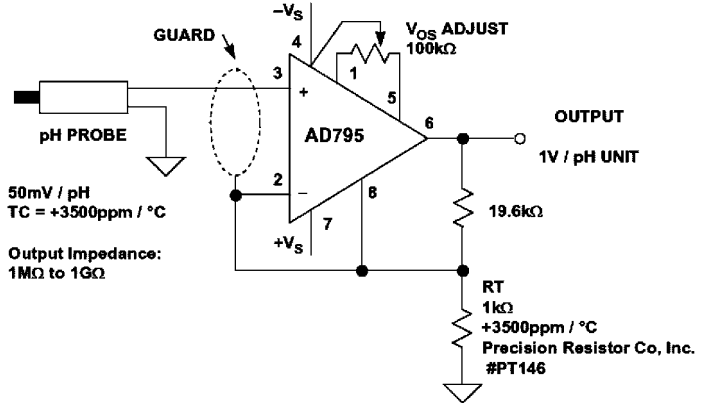 –VS
GUARD
4
VOS ADJUST
100kΩ
3
1
+
5
AD795
6
OUTPUT
pH PROBE
1V / pH UNIT
2
–
8
50mV / pH
TC = +3500ppm / °C
7
19.6kΩ
+VS
Output Impedance:
1MΩ to 1GΩ
RT
1kΩ
+3500ppm / °C
Precision Resistor Co, Inc.
#PT146